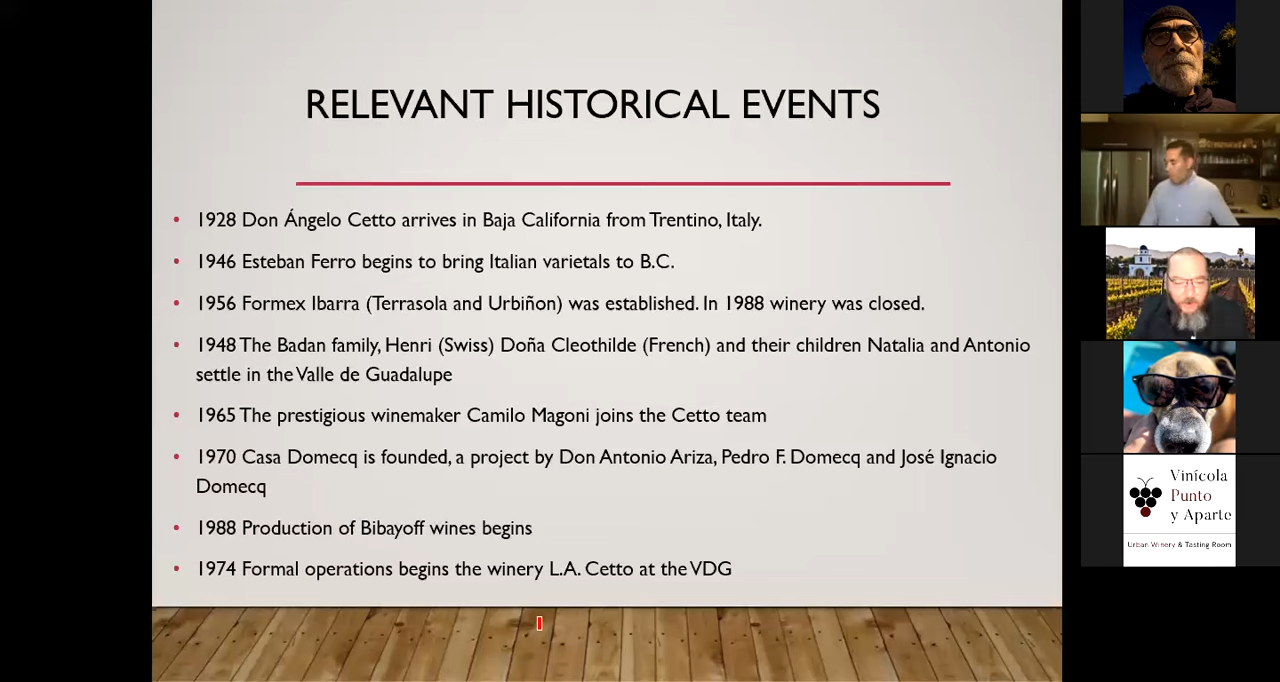 RELEVANT HISTORICAL EVENTS
• 1928 Don Ángelo Cetto arrives in Baja California from Trentino, Italy.
• 1946 Esteban Ferro begins to bring Italian varietals to B.C.
• 1956 Formex Ibarra (Terrasola and Urbiñon) was established. In 1988 winery was closed.
• 1948 The Badan family, Henri (Swiss) Doña Cleothilde (French) and their children Natalia and Antonio
settle in the Valle de Guadalupe
• 1965 The prestigious winemaker Camilo Magoni joins the Cetto team
• 1970 Casa Domecq is founded, a project by Don Antonio Ariza, Pedro F. Domecq and José Ignacio
Domecq
• 1988 Production of Bibayoff wines begins
• 1974 Formal operations begins the winery L.A. Cetto at the VDG
Vinícola
Punto
y Aparte
Urban Winery & Tasting Room